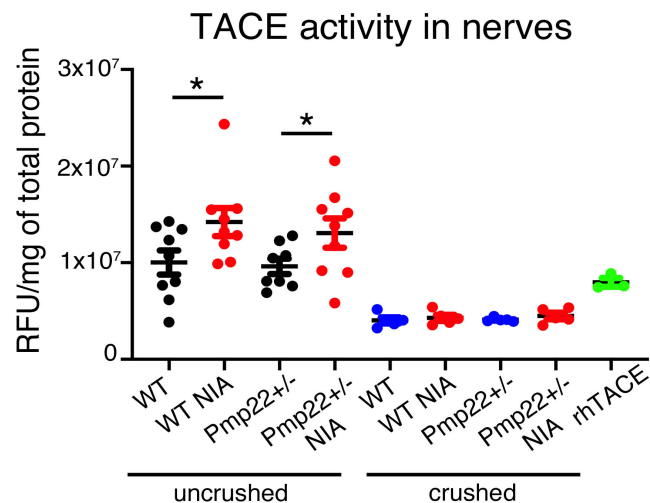 TACE activity in nerves
RFU/mg of total protein
3x10⁷
2x10⁷
1x10⁷
0
*
*
WT
WT NIA
Pmp22+/-
Pmp22+/-
NIA
WT
WT NIA
Pmp22+/-
Pmp22+/-
NIA
rhTACE
uncrushed
crushed